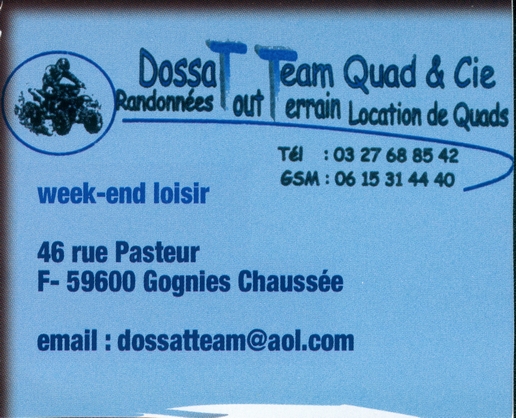 DossaT Team Quad & Cie
Randonnées Tout Terrain Location de Quads
Tél : 03 27 68 85 42
GSM : 06 15 31 44 40
week-end loisir
46 rue Pasteur
F- 59600 Gognies Chaussée
email : dossatteam@aol.com